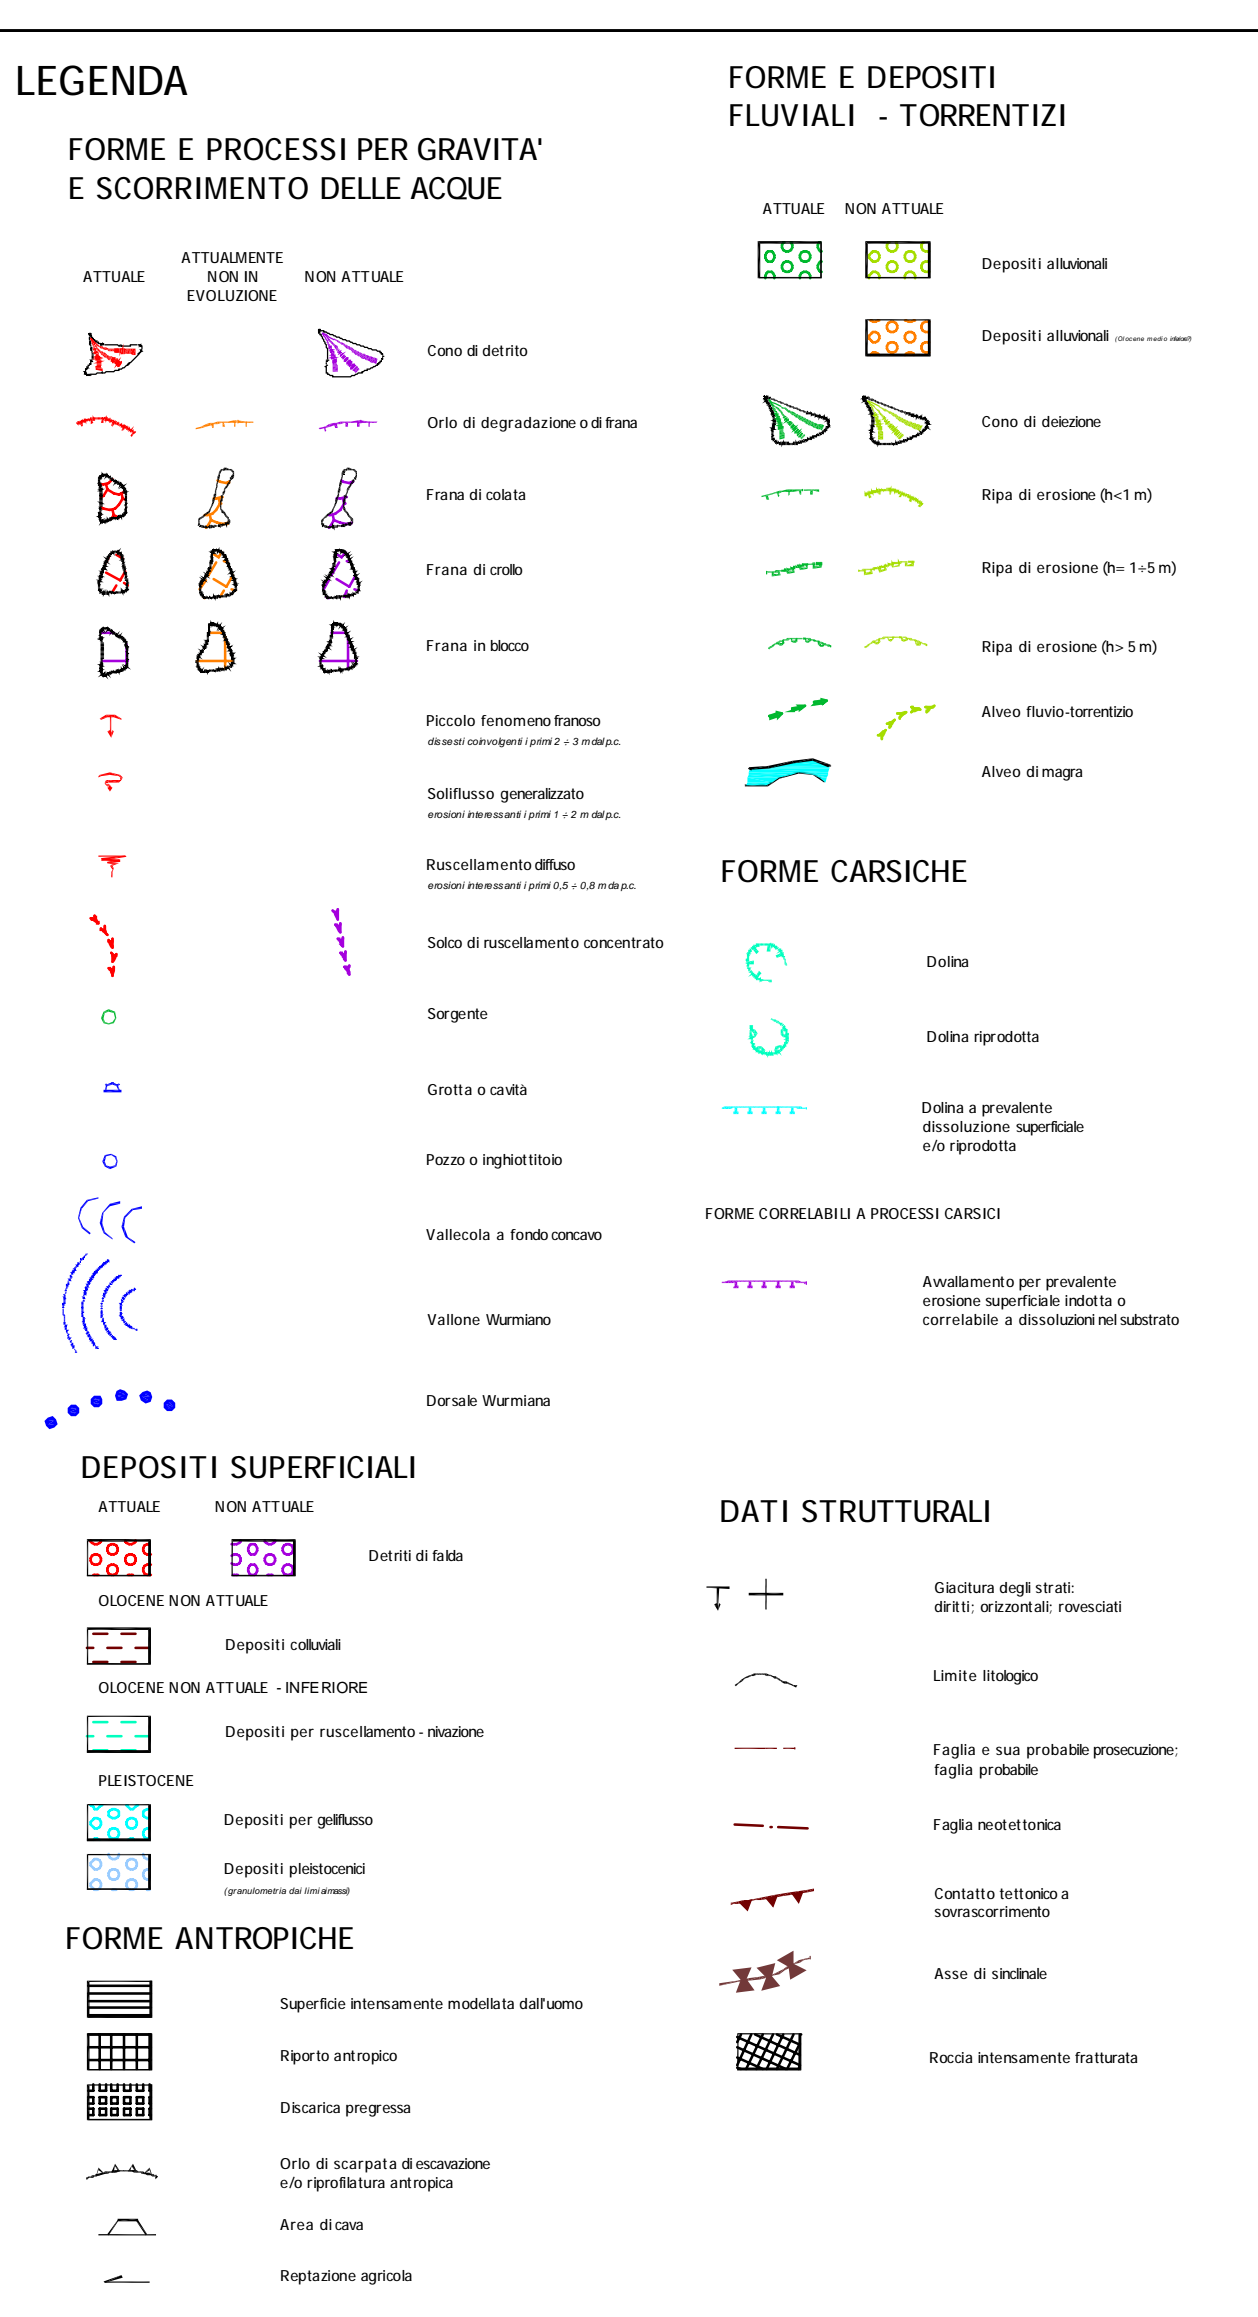 LEGENDA
FORME E PROCESSI PER GRAVITA'
E SCORRIMENTO DELLE ACQUE
ATTUALE
ATTUALMENTE
NON IN
EVOLUZIONE
NON ATTUALE
Cono di detrito
Orlo di degradazione o di frana
Frana di colata
Frana di crollo
Frana in blocco
Piccolo fenomeno franoso
dissesti coinvolgenti i primi 2 ÷ 3 m dal p.c.
Soliflusso generalizzato
erosioni interessanti i primi 1 ÷ 2 m dal p.c.
Ruscellamento diffuso
erosioni interessanti i primi 0,5 ÷ 0,8 m da p.c.
Solco di ruscellamento concentrato
Sorgente
Grotta o cavità
Pozzo o inghiottitoio
Vallecola a fondo concavo
Vallone Wurmiano
Dorsale Wurmiana
DEPOSITI SUPERFICIALI
ATTUALE
NON ATTUALE
Detriti di falda
OLOCENE NON ATTUALE
Depositi colluviali
OLOCENE NON ATTUALE - INFERIORE
Depositi per ruscellamento - nivazione
PLEISTOCENE
Depositi per geliflusso
Depositi pleistocenici
(granulometria dai limi ai massi)
FORME ANTROPICHE
Superficie intensamente modellata dall'uomo
Riporto antropico
Discarica pregressa
Orlo di scarpata di escavazione
e/o riprofilatura antropica
Area di cava
Reptazione agricola
FORME E DEPOSITI
FLUVIALI - TORRENTIZI
ATTUALE
NON ATTUALE
Depositi alluvionali
Depositi alluvionali (Olocene medio inferiore?)
Cono di deiezione
Ripa di erosione (h<1 m)
Ripa di erosione (h= 1÷5 m)
Ripa di erosione (h> 5 m)
Alveo fluvio-torrentizio
Alveo di magra
FORME CARSICHE
Dolina
Dolina riprodotta
Dolina a prevalente
dissoluzione superficiale
e/o riprodotta
FORME CORRELABILI A PROCESSI CARSICI
Avvallamento per prevalente
erosione superficiale indotta o
correlabile a dissoluzioni nel substrato
DATI STRUTTURALI
Giacitura degli strati:
diritti; orizzontali; rovesciati
Limite litologico
Faglia e sua probabile prosecuzione;
faglia probabile
Faglia neotettonica
Contatto tettonico a
sovrascorrimento
Asse di sinclinale
Roccia intensamente fratturata